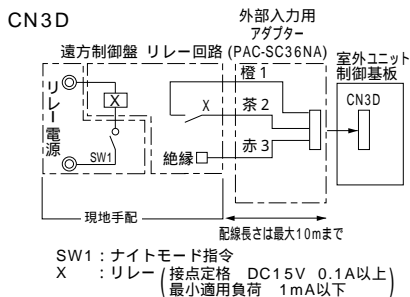 CN3D
外部入力用
アダプター
(PAC-SC36NA)
遠方制御盤
リレー回路
室外ユニット
制御基板
リレー電源
X
SW1
X
橙 1
茶 2
赤 3
絶縁
CN3D
現地手配
配線長さは最大10mまで
SW1：ナイトモード指令
X ：リレー（接点定格 DC15V 0.1A以上
最小適用負荷 1mA以下）